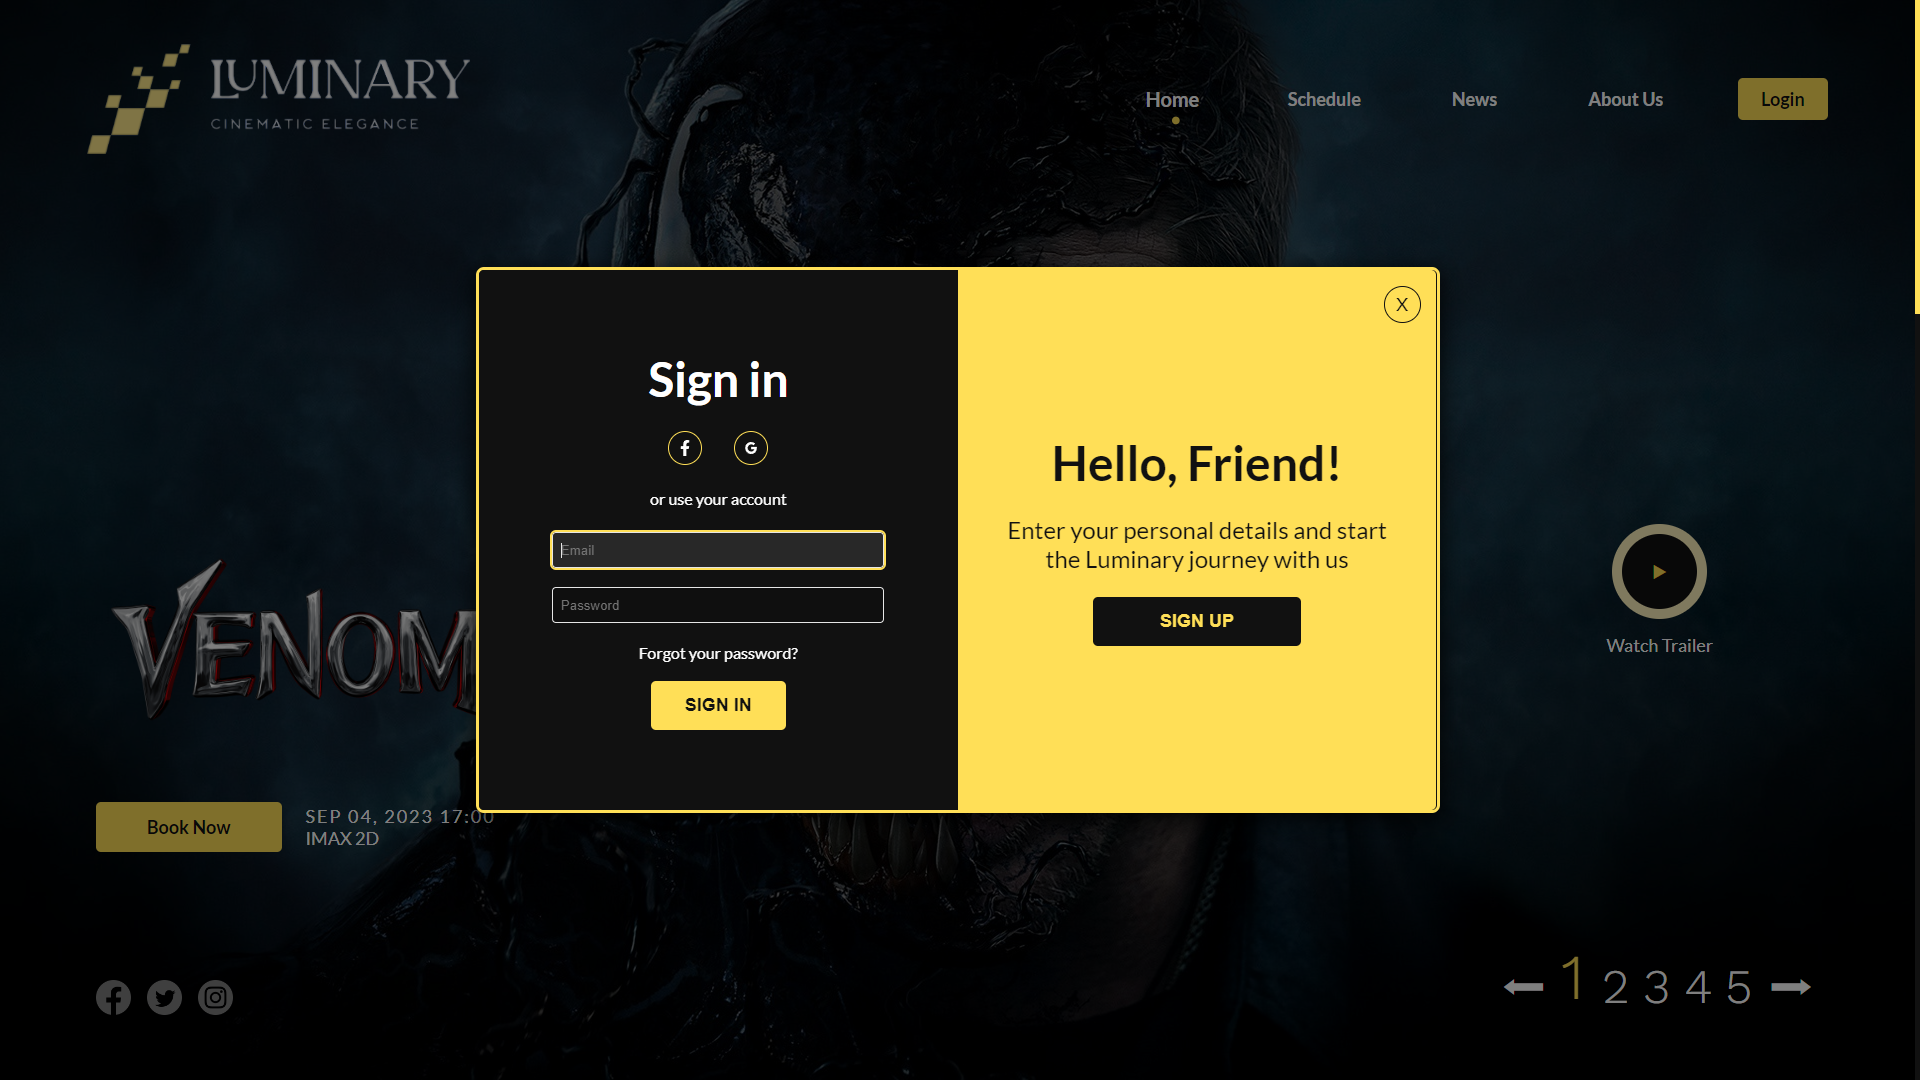 LUMINARY
CINEMATIC ELEGANCE
Home
Schedule
News
About Us
Login
X
Sign in
f
G
or use your account
Email
Password
Forgot your password?
SIGN IN
Hello, Friend!
Enter your personal details and start
the Luminary journey with us
SIGN UP
VENOM
Watch Trailer
Book Now
SEP 04, 2023 17:00
IMAX 2D
1 2 3 4 5